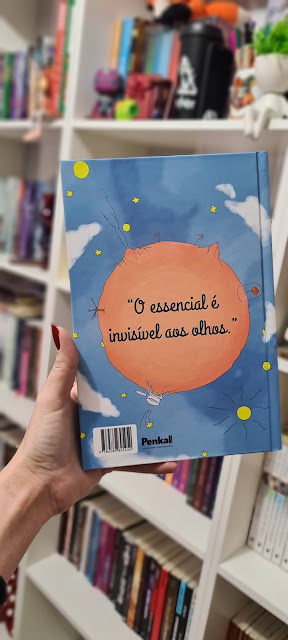 “O essencial é
invisível aos olhos.”
Penkal